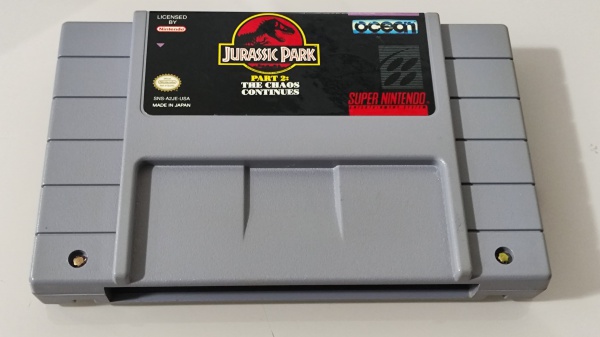 LICENSED
BY
Nintendo
ocean
JURASSIC PARK
PART 2:
THE CHAOS
CONTINUES
SNS-A2JE-USA
MADE IN JAPAN
SUPER NINTENDO